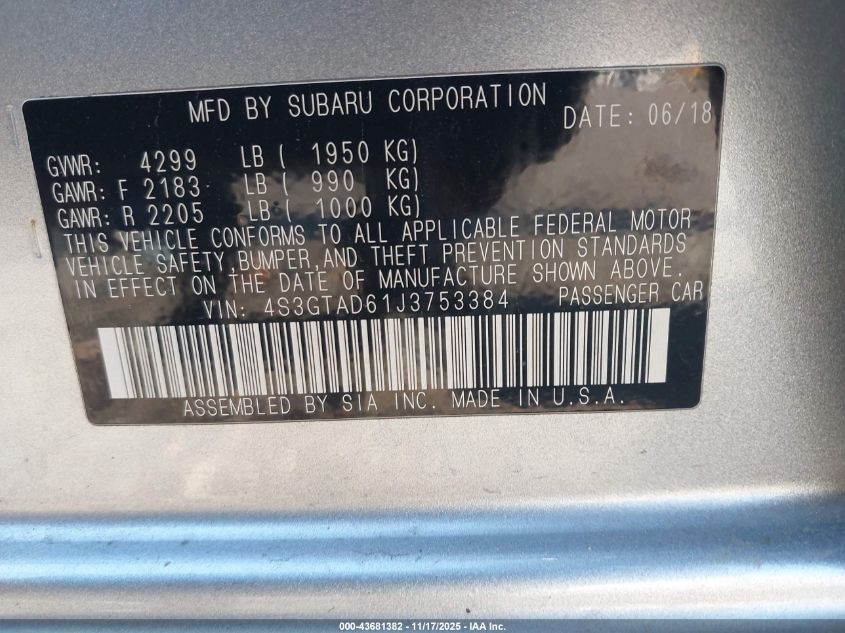 MFD BY SUBARU CORPORATION
DATE: 06/18
GVWR: 4299 LB ( 1950 KG)
GAWR: F 2183 LB ( 990 KG)
GAWR: R 2205 LB ( 1000 KG)
THIS VEHICLE CONFORMS TO ALL APPLICABLE FEDERAL MOTOR
VEHICLE SAFETY,BUMPER,AND THEFT PREVENTION STANDARDS
IN EFFECT ON THE DATE OF MANUFACTURE SHOWN ABOVE.
VIN: 4S3GTAD61J3753384 PASSENGER CAR
ASSEMBLED BY SIA INC. MADE IN U.S.A.
000-43681382 - 11/17/2025 - IAA Inc.